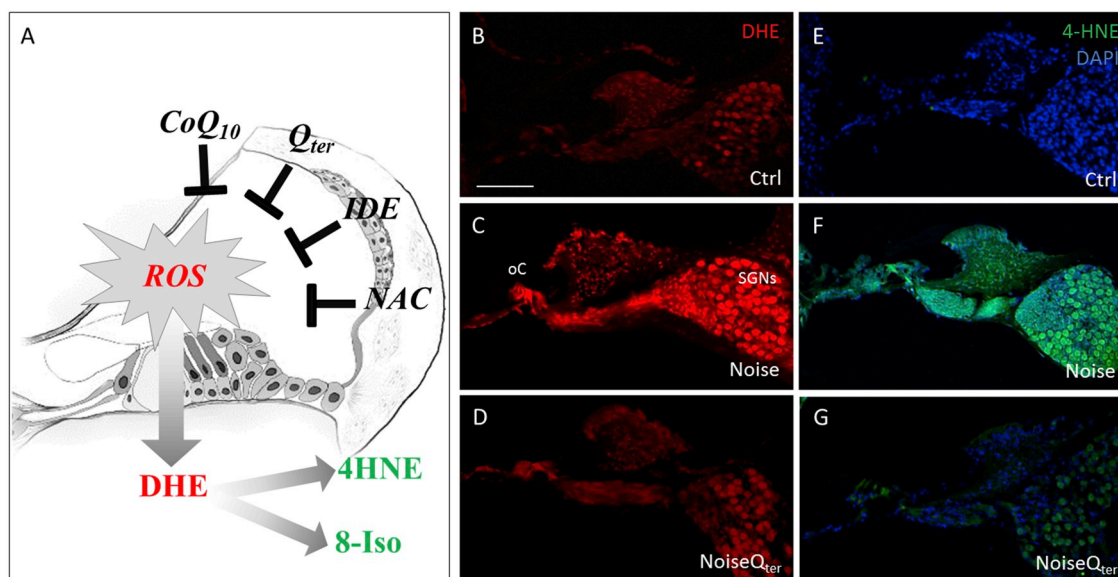 A
CoQ10
Qter
IDE
ROS
NAC
DHE
4HNE
8-Iso
B
DHE
Ctrl
C
oC
SGNs
Noise
D
NoiseQter
E
4-HNE
DAPI
Ctrl
F
Noise
G
NoiseQter